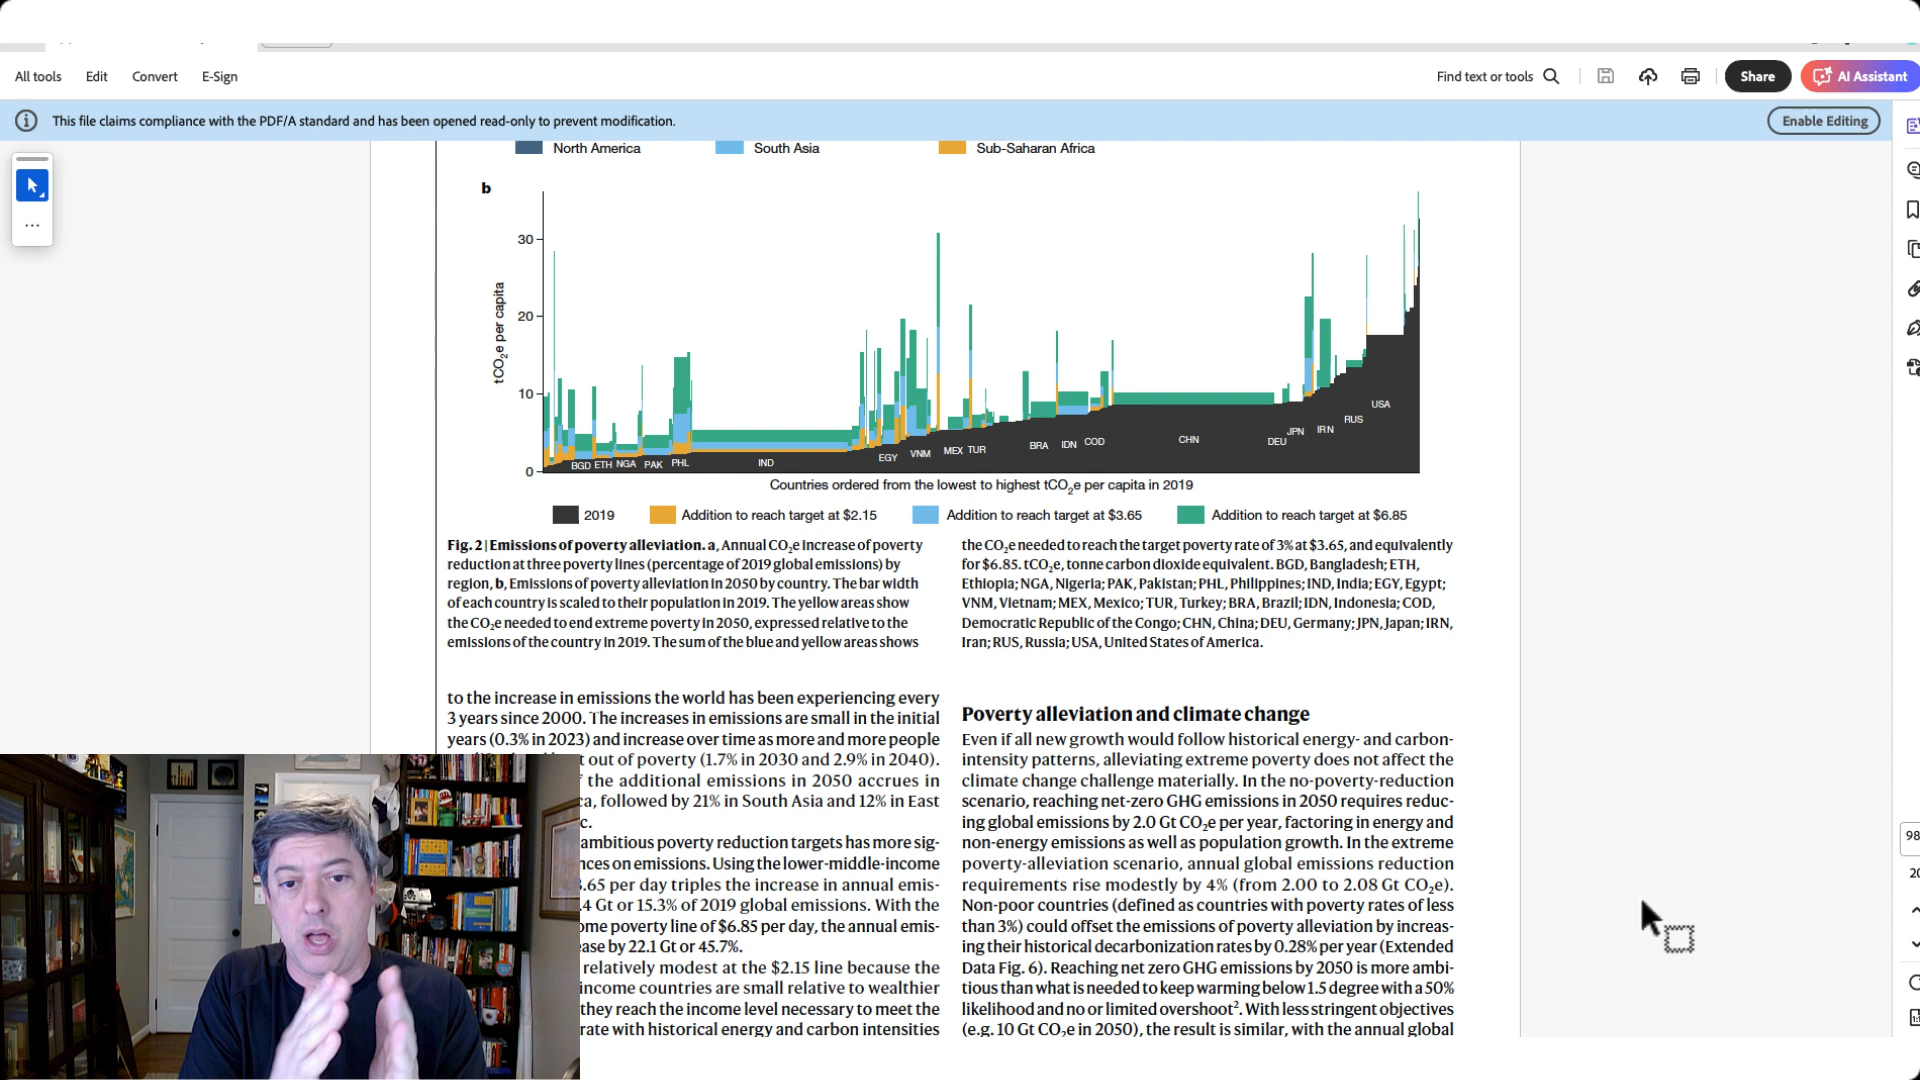 All tools
Edit
Convert
E-Sign
Find text or tools
Share
AI Assistant
This file claims compliance with the PDF/A standard and has been opened read-only to prevent modification.
Enable Editing
North America
South Asia
Sub-Saharan Africa
b
30
20
10
0
tCO₂e per capita
BGD
ETH
NGA
PAK
PHL
IND
EGY
VNM
MEX
TUR
BRA
IDN
COD
CHN
DEU
JPN
IRN
RUS
USA
Countries ordered from the lowest to highest tCO₂e per capita in 2019
2019
Addition to reach target at $2.15
Addition to reach target at $3.65
Addition to reach target at $6.85
Fig. 2 | Emissions of poverty alleviation. a, Annual CO₂e increase of poverty
reduction at three poverty lines (percentage of 2019 global emissions) by
region, b, Emissions of poverty alleviation in 2050 by country. The bar width
of each country is scaled to their population in 2019. The yellow areas show
the CO₂e needed to end extreme poverty in 2050, expressed relative to the
emissions of the country in 2019. The sum of the blue and yellow areas shows
the CO₂e needed to reach the target poverty rate of 3% at $3.65, and equivalently
for $6.85. tCO₂e, tonne carbon dioxide equivalent. BGD, Bangladesh; ETH,
Ethiopia; NGA, Nigeria; PAK, Pakistan; PHL, Philippines; IND, India; EGY, Egypt;
VNM, Vietnam; MEX, Mexico; TUR, Turkey; BRA, Brazil; IDN, Indonesia; COD,
Democratic Republic of the Congo; CHN, China; DEU, Germany; JPN, Japan; IRN,
Iran; RUS, Russia; USA, United States of America.
to the increase in emissions the world has been experiencing every
3 years since 2000. The increases in emissions are small in the initial
years (0.3% in 2023) and increase over time as more and more people
out of poverty (1.7% in 2030 and 2.9% in 2040).
the additional emissions in 2050 accrues in
followed by 21% in South Asia and 12% in East
c.
ambitious poverty reduction targets has more sig-
nces on emissions. Using the lower-middle-income
.65 per day triples the increase in annual emis-
.4 Gt or 15.3% of 2019 global emissions. With the
ome poverty line of $6.85 per day, the annual emis-
ease by 22.1 Gt or 45.7%.
relatively modest at the $2.15 line because the
income countries are small relative to wealthier
they reach the income level necessary to meet the
rate with historical energy and carbon intensities
Poverty alleviation and climate change
Even if all new growth would follow historical energy- and carbon-
intensity patterns, alleviating extreme poverty does not affect the
climate change challenge materially. In the no-poverty-reduction
scenario, reaching net-zero GHG emissions in 2050 requires reduc-
ing global emissions by 2.0 Gt CO₂e per year, factoring in energy and
non-energy emissions as well as population growth. In the extreme
poverty-alleviation scenario, annual global emissions reduction
requirements rise modestly by 4% (from 2.00 to 2.08 Gt CO₂e).
Non-poor countries (defined as countries with poverty rates of less
than 3%) could offset the emissions of poverty alleviation by increas-
ing their historical decarbonization rates by 0.28% per year (Extended
Data Fig. 6). Reaching net zero GHG emissions by 2050 is more ambi-
tious than what is needed to keep warming below 1.5 degree with a 50%
likelihood and no or limited overshoot². With less stringent objectives
(e.g. 10 Gt CO₂e in 2050), the result is similar, with the annual global
98
20